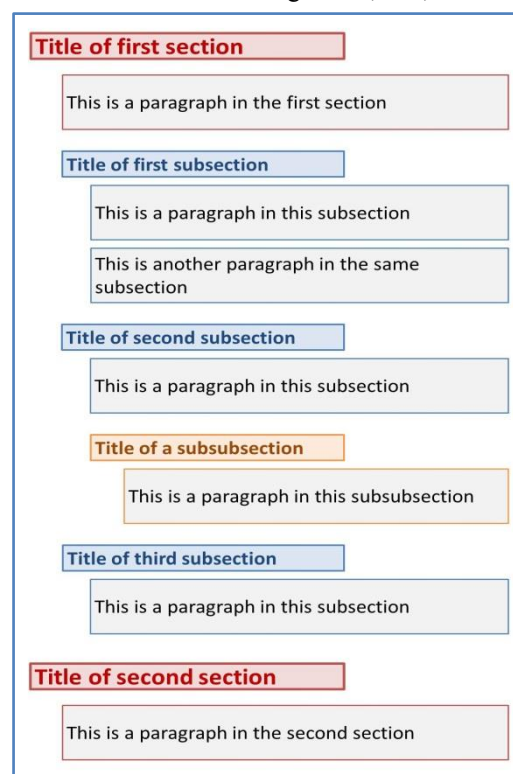 Title of first section
This is a paragraph in the first section
Title of first subsection
This is a paragraph in this subsection
This is another paragraph in the same
subsection
Title of second subsection
This is a paragraph in this subsection
Title of a subsubsection
This is a paragraph in this subsubsection
Title of third subsection
This is a paragraph in this subsection
Title of second section
This is a paragraph in the second section